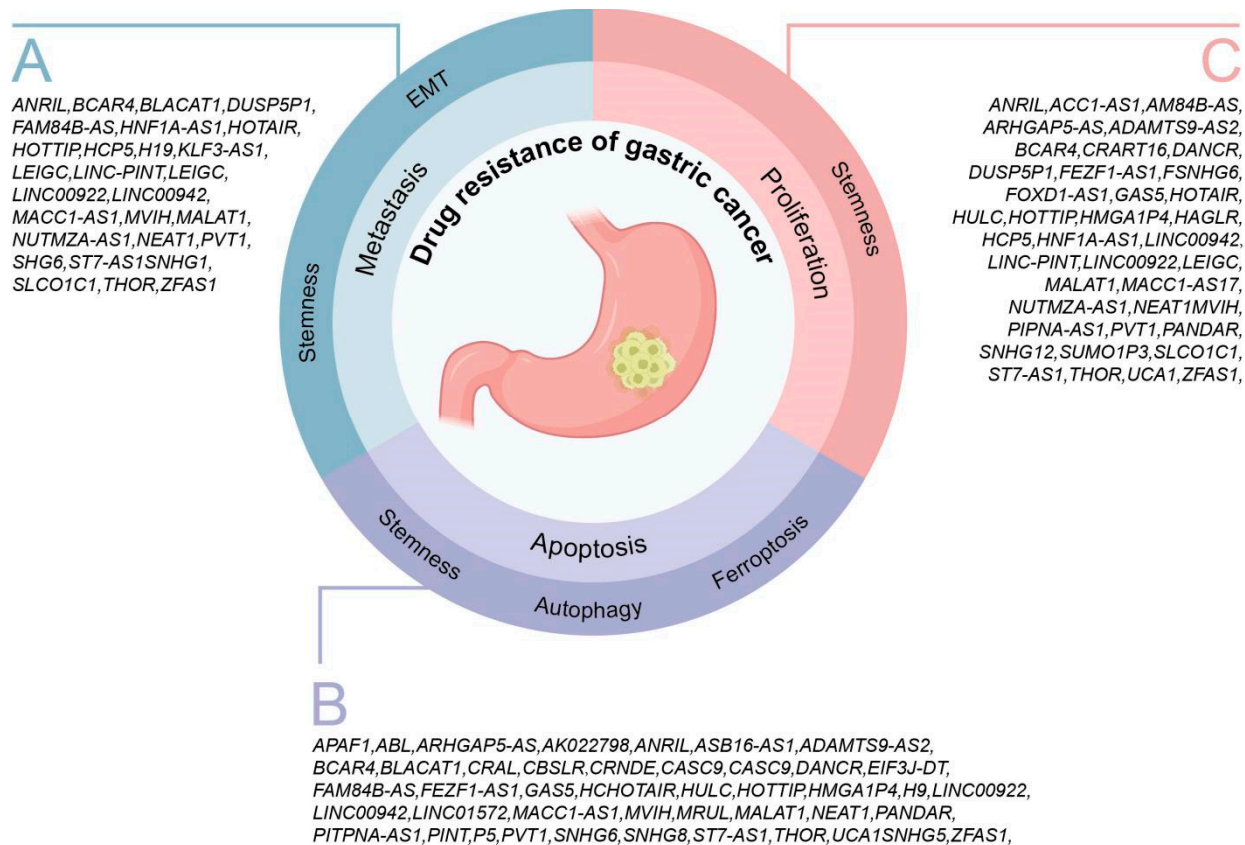 A
ANRIL,BCAR4,BLACAT1,DUSP5P1,
FAM84B-AS,HNF1A-AS1,HOTAIR,
HOTTIP,HCP5,H19,KLF3-AS1,
LEIGC,LINC-PINT,LEIGC,
LINC00922,LINC00942,
MACC1-AS1,MVIH,MALAT1,
NUTMZA-AS1,NEAT1,PVT1,
SHG6,ST7-AS1SNHG1,
SLCO1C1,THOR,ZFAS1
EMT
Stemness
Metastasis
Drug resistance of gastric cancer
Proliferation
Stemness
C
ANRIL,ACC1-AS1,AM84B-AS,
ARHGAP5-AS,ADAMTS9-AS2,
BCAR4,CRART16,DANCR,
DUSP5P1,FEZF1-AS1,FSNHG6,
FOXD1-AS1,GAS5,HOTAIR,
HULC,HOTTIP,HMGA1P4,HAGLR,
HCP5,HNF1A-AS1,LINC00942,
LINC-PINT,LINC00922,LEIGC,
MALAT1,MACC1-AS17,
NUTMZA-AS1,NEAT1MVIH,
PIPNA-AS1,PVT1,PANDAR,
SNHG12,SUMO1P3,SLCO1C1,
ST7-AS1,THOR,UCA1,ZFAS1,
Apoptosis
Stemness
Autophagy
Ferroptosis
B
APAF1,ABL,ARHGAP5-AS,AK022798,ANRIL,ASB16-AS1,ADAMTS9-AS2,
BCAR4,BLACAT1,CRAL,CBSLR,CRNDE,CASC9,CASC9,DANCR,EIF3J-DT,
FAM84B-AS,FEZF1-AS1,GAS5,HCHOTAIR,HULC,HOTTIP,HMGA1P4,H9,LINC00922,
LINC00942,LINC01572,MACC1-AS1,MVIH,MRUL,MALAT1,NEAT1,PANDAR,
PITPNA-AS1,PINT,P5,PVT1,SNHG6,SNHG8,ST7-AS1,THOR,UCA1SNHG5,ZFAS1,